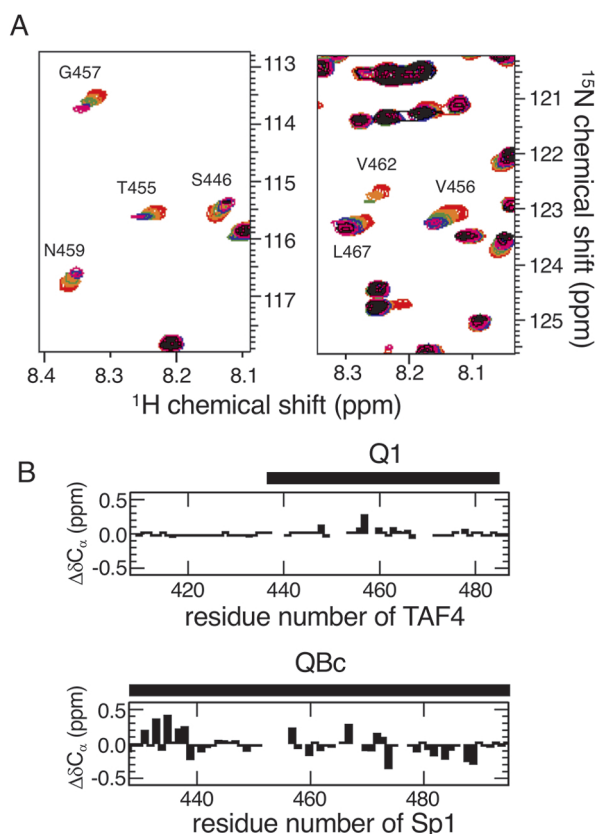 A
G457
T455
S446
N459
113
114
115
116
117
8.4 8.3 8.2 8.1
V462
V456
L467
121
122
123
124
125
8.3 8.2 8.1
15N chemical shift (ppm)
1H chemical shift (ppm)
B
Q1
0.5
0.0
-0.5
ΔδCα (ppm)
420 440 460 480
residue number of TAF4
QBc
0.5
0.0
-0.5
ΔδCα (ppm)
440 460 480
residue number of Sp1